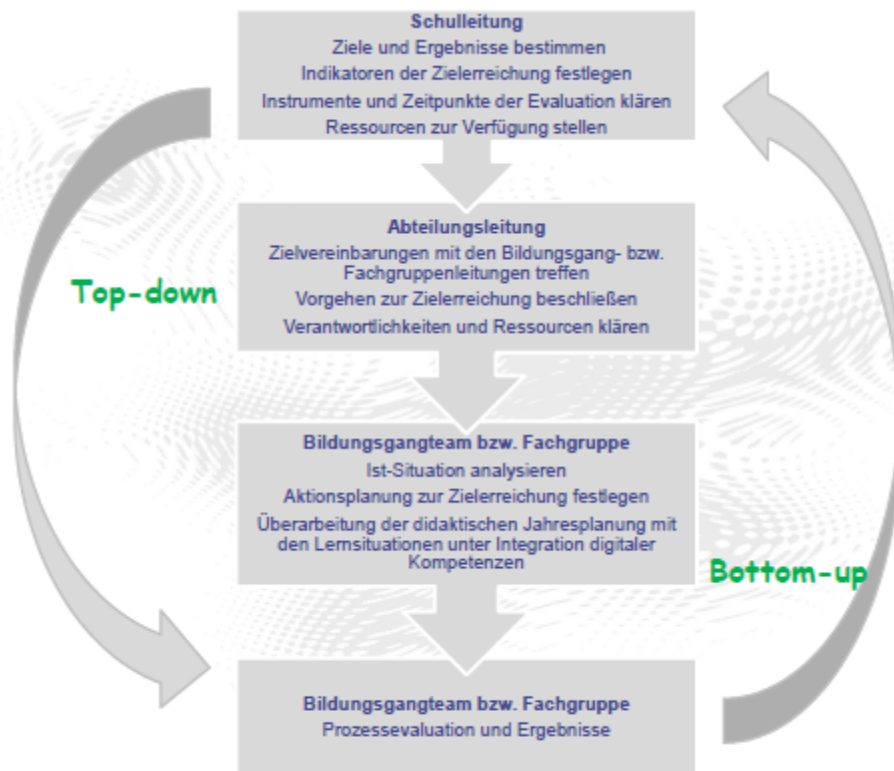 Schulleitung
Ziele und Ergebnisse bestimmen
Indikatoren der Zielerreichung festlegen
Instrumente und Zeitpunkte der Evaluation klären
Ressourcen zur Verfügung stellen
Abteilungsleitung
Zielvereinbarungen mit den Bildungsgang- bzw.
Fachgruppenleitungen treffen
Vorgehen zur Zielerreichung beschließen
Verantwortlichkeiten und Ressourcen klären
Top-down
Bildungsgangteam bzw. Fachgruppe
Ist-Situation analysieren
Aktionsplanung zur Zielerreichung festlegen
Überarbeitung der didaktischen Jahresplanung mit
den Lernsituationen unter Integration digitaler
Kompetenzen
Bottom-up
Bildungsgangteam bzw. Fachgruppe
Prozessevaluation und Ergebnisse